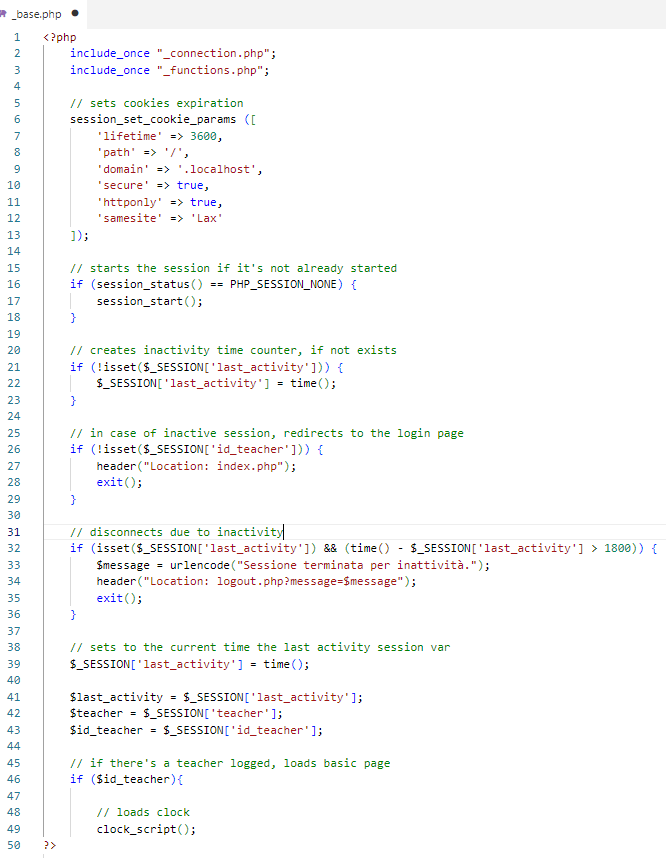 _base.php
1 <?php
2     include_once "_connection.php";
3     include_once "_functions.php";
4
5     // sets cookies expiration
6     session_set_cookie_params ([
7         'lifetime' => 3600,
8         'path' => '/',
9         'domain' => '.localhost',
10         'secure' => true,
11         'httponly' => true,
12         'samesite' => 'Lax'
13     ]);
14
15     // starts the session if it's not already started
16     if (session_status() == PHP_SESSION_NONE) {
17         session_start();
18     }
19
20     // creates inactivity time counter, if not exists
21     if (!isset($_SESSION['last_activity'])) {
22         $_SESSION['last_activity'] = time();
23     }
24
25     // in case of inactive session, redirects to the login page
26     if (!isset($_SESSION['id_teacher'])) {
27         header("Location: index.php");
28         exit();
29     }
30
31     // disconnects due to inactivity
32     if (isset($_SESSION['last_activity']) && (time() - $_SESSION['last_activity'] > 1800)) {
33         $message = urlencode("Sessione terminata per inattività.");
34         header("Location: logout.php?message=$message");
35         exit();
36     }
37
38     // sets to the current time the last activity session var
39     $_SESSION['last_activity'] = time();
40
41     $last_activity = $_SESSION['last_activity'];
42     $teacher = $_SESSION['teacher'];
43     $id_teacher = $_SESSION['id_teacher'];
44
45     // if there's a teacher logged, loads basic page
46     if ($id_teacher){
47
48         // loads clock
49         clock_script();
50 ?>